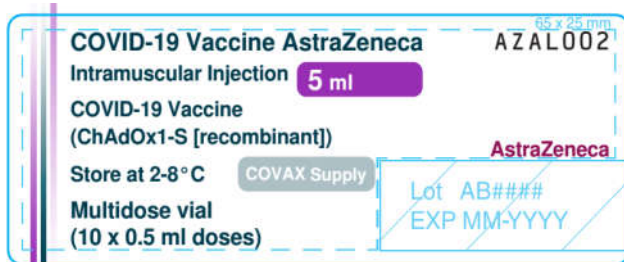 65 x 25 mm
COVID-19 Vaccine AstraZeneca AZAL002
Intramuscular Injection 5 ml
COVID-19 Vaccine
(ChAdOx1-S [recombinant])
AstraZeneca
Store at 2-8°C COVAX Supply
Lot AB####
Multidose vial
EXP MM-YYYY
(10 x 0.5 ml doses)